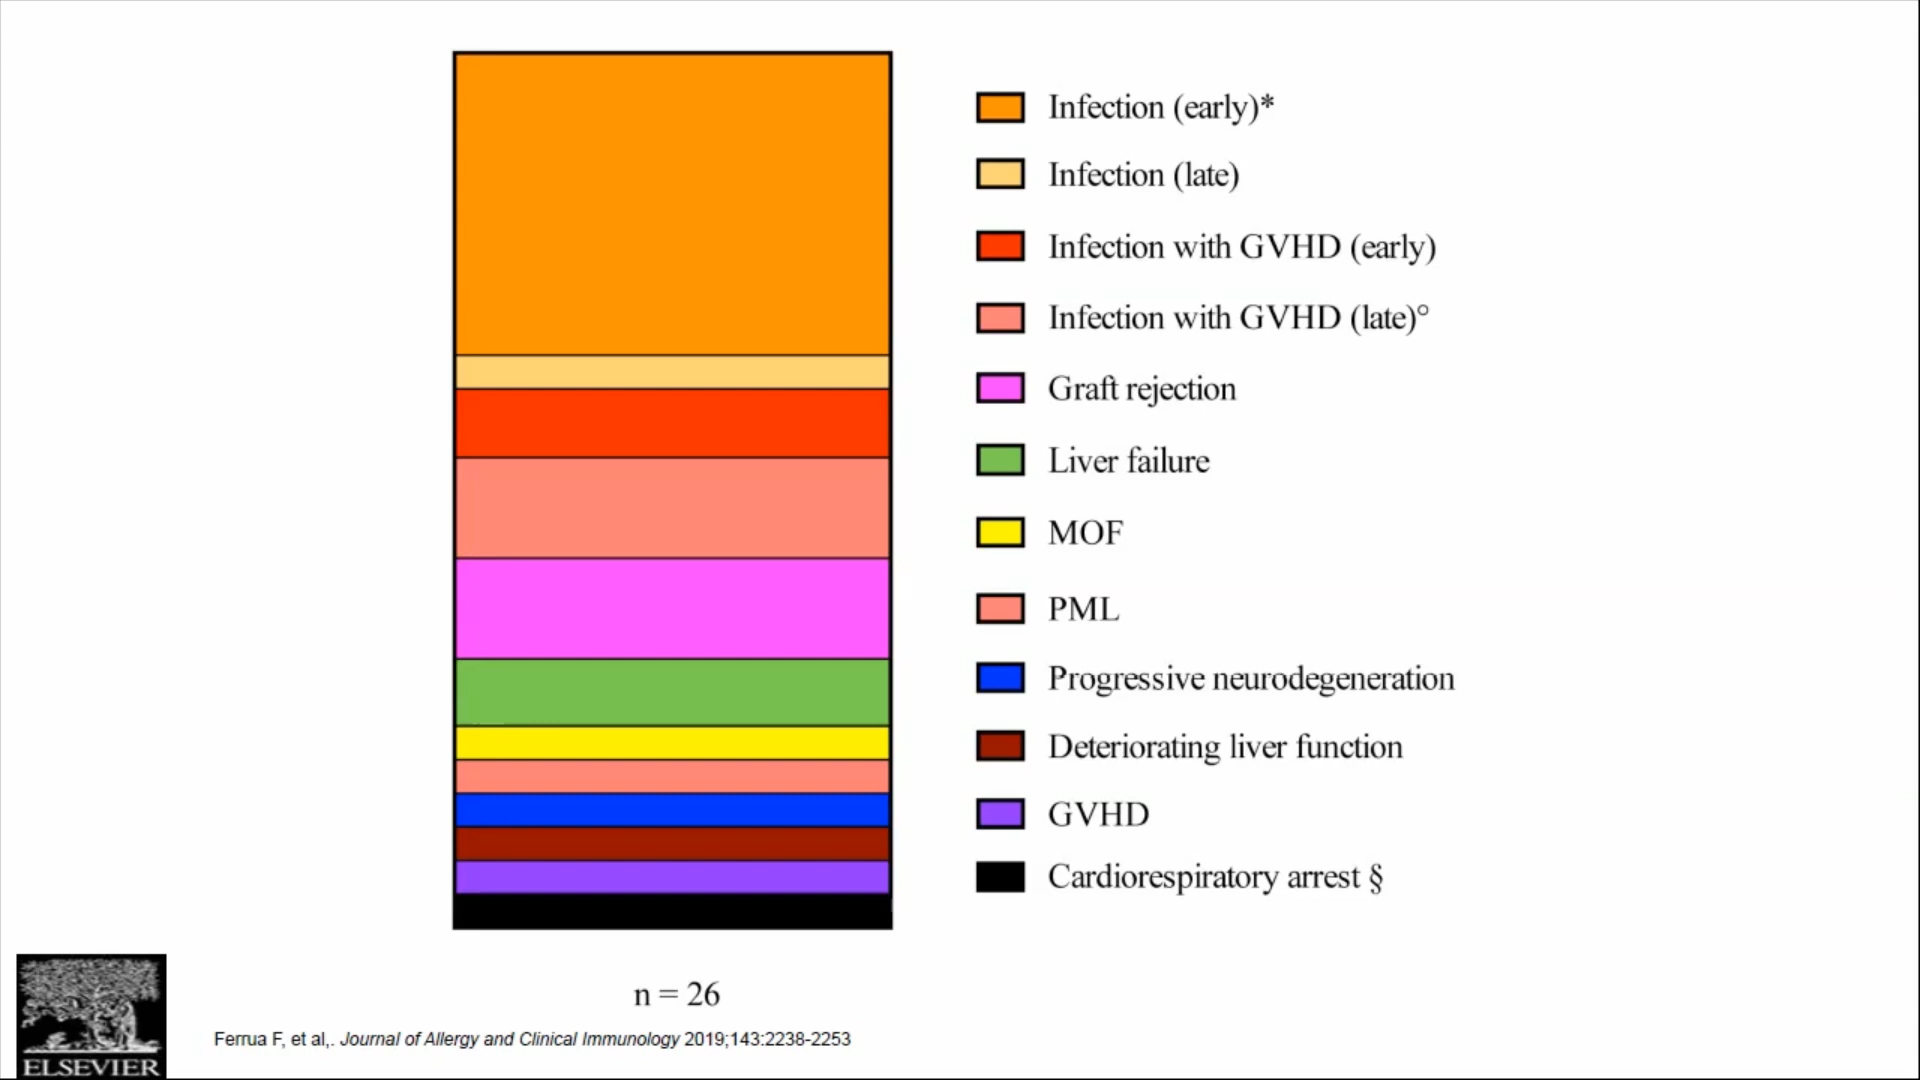 Infection (early)*
Infection (late)
Infection with GVHD (early)
Infection with GVHD (late)°
Graft rejection
Liver failure
MOF
PML
Progressive neurodegeneration
Deteriorating liver function
GVHD
Cardiorespiratory arrest §
n = 26
Ferrua F, et al,. Journal of Allergy and Clinical Immunology 2019;143:2238-2253
ELSEVIER